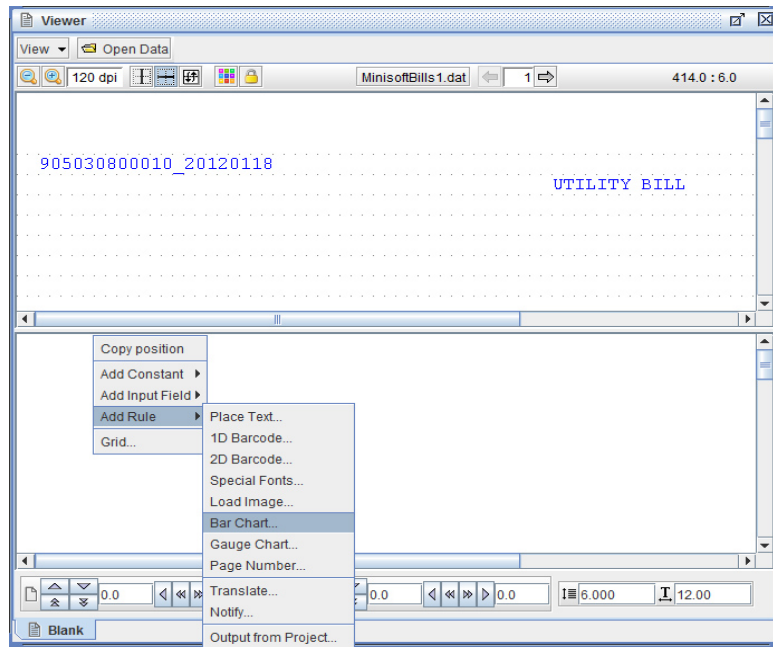 Viewer
View Open Data
120 dpi MinisoftBills1.dat 1 414.0 : 6.0
905030800010_20120118
UTILITY BILL
Copy position
Add Constant
Add Input Field
Add Rule
Grid...
Place Text...
1D Barcode...
2D Barcode...
Special Fonts...
Load Image...
Bar Chart...
Gauge Chart...
Page Number...
Translate...
Notify...
Output from Project...
0.0 0.0 0.0 6.000 T 12.00
Blank